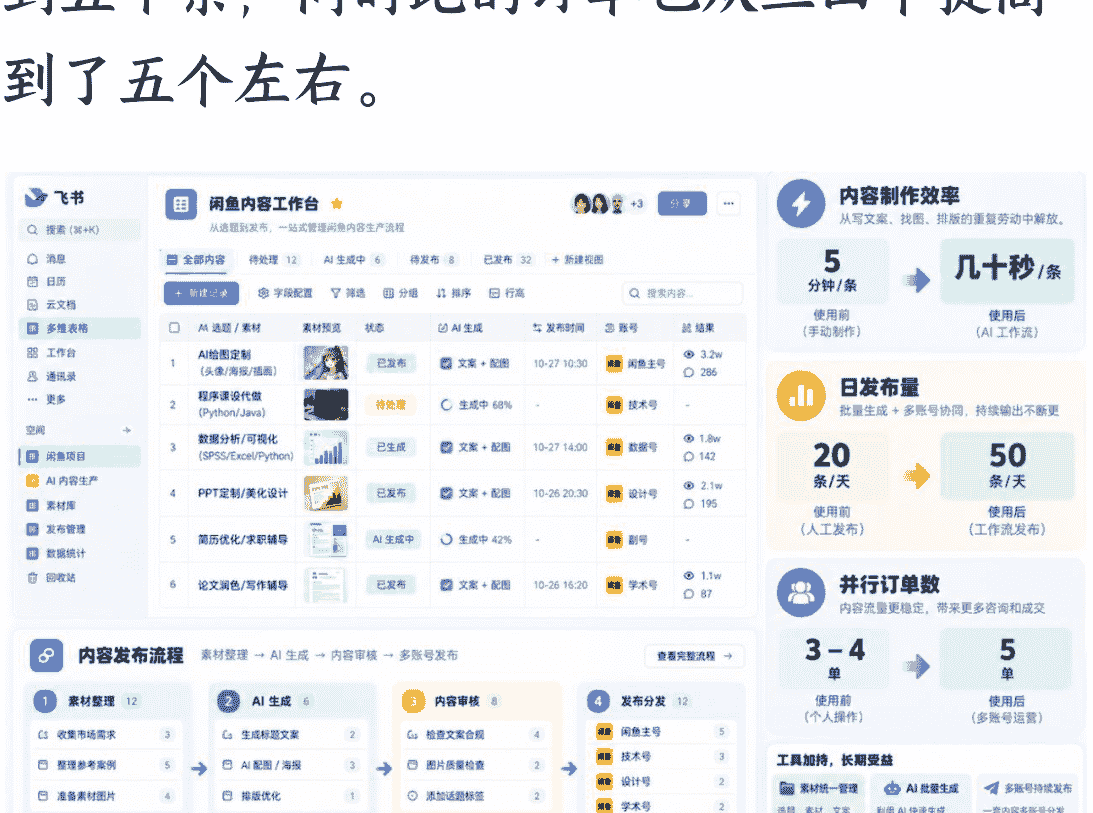 到了五个左右。
飞书
搜索 (⌘+K)
消息
日历
云文档
多维表格
工作台
通讯录
更多
空间
闲鱼项目
AI 内容生产
素材库
发布管理
数据统计
回收站
闲鱼内容工作台
从选题到发布，一站式管理闲鱼内容生产流程
+3
分享
全部内容 待处理 12 AI 生成中 6 待发布 8 已发布 32 + 新建视图
+ 新建记录 字段配置 筛选 分组 排序 行高 搜索内容...
选题 / 素材 素材预览 状态 AI 生成 发布时间 账号 结果
1 AI绘图定制 (头像/海报/插画) 已发布 文案 + 配图 10-27 10:30 闲鱼主号 3.2w 286
2 程序课设代做 (Python/Java) 待处理 生成中 68% - 技术号 -
3 数据分析/可视化 (SPSS/Excel/Python) 已生成 文案 + 配图 10-27 14:00 数据号 1.8w 142
4 PPT定制/美化设计 已发布 文案 + 配图 10-26 20:30 设计号 2.1w 195
5 简历优化/求职辅导 AI 生成中 生成中 42% - 副号 -
6 论文润色/写作辅导 已发布 文案 + 配图 10-26 16:20 学术号 1.1w 87
内容发布流程 素材整理 → AI 生成 → 内容审核 → 多账号发布
查看完整流程 →
1 素材整理 12
收集市场需求 3
整理参考案例 5
准备素材图片 4
2 AI 生成 6
生成标题文案 2
AI 配图 / 海报 3
排版优化 1
3 内容审核 8
检查文案合规 4
图片质量检查 2
添加话题标签 2
4 发布分发 12
闲鱼主号 5
技术号 3
设计号 2
学术号 2
内容制作效率
从写文案、找图、排版的重复劳动中解放。
5 几十秒/条
分钟/条
使用前 使用后
(手动制作) (AI 工作流)
日发布量
批量生成 + 多账号协同，持续输出不断更
20 50
条/天 条/天
使用前 使用后
(人工发布) (工作流发布)
并行订单数
内容流量更稳定，带来更多咨询和成交
3 – 4 5
单 单
使用前 使用后
(个人操作) (多账号运营)
工具加持，长期受益
素材统一管理 AI 批量生成 多账号持续发布